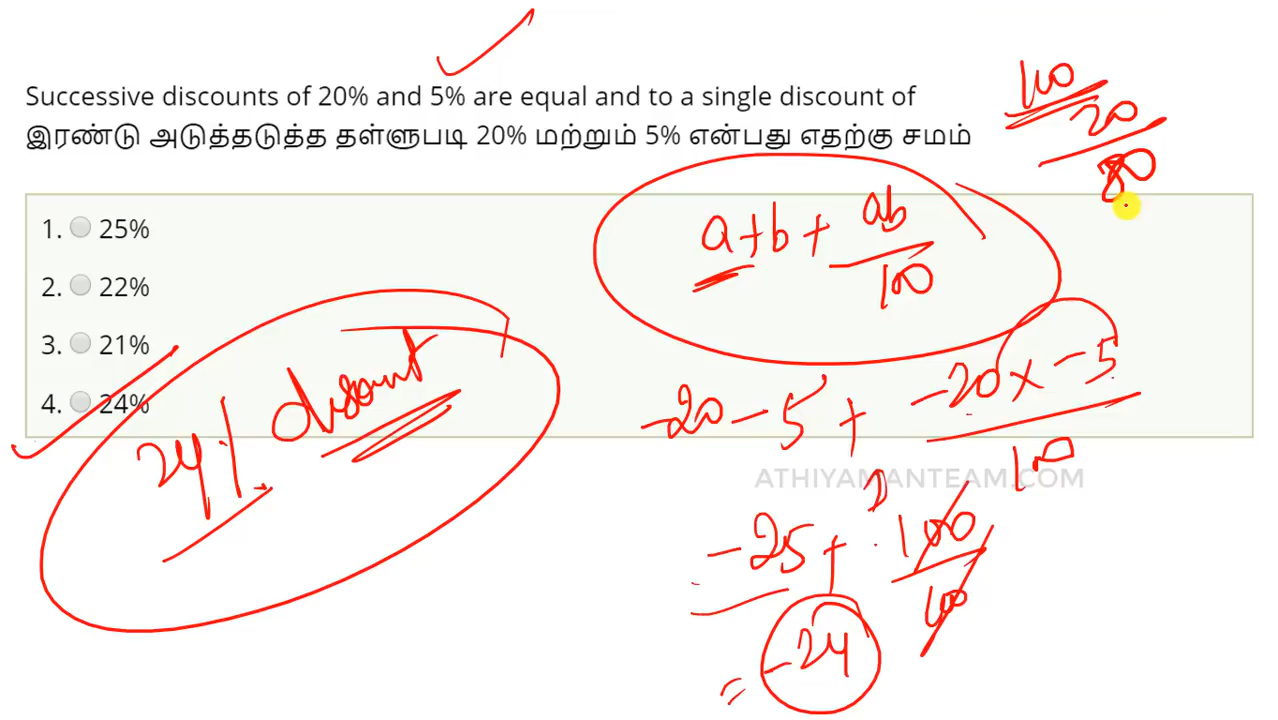 Successive discounts of 20% and 5% are equal and to a single discount of
இரண்டு அடுத்தடுத்த தள்ளுபடி 20% மற்றும் 5% என்பது எதற்கு சமம்
100
20
80
1. 25%
a+b+ ab/100
2. 22%
3. 21%
4. 24%
24% discount
-20 - 5 + -20 x -5 / 100
ATHIYAMANTEAM.COM
-25 + 100/100
= -24